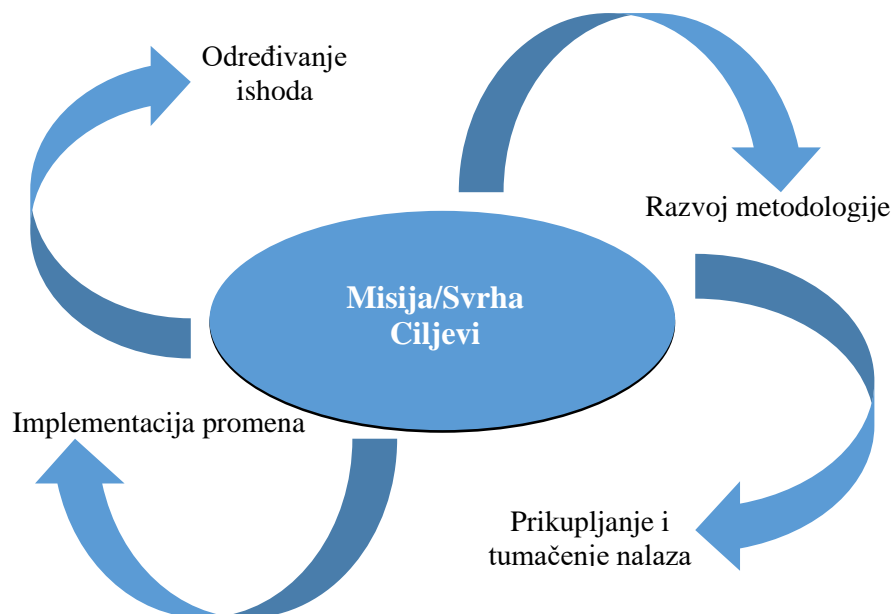 Određivanje
ishoda
Razvoj metodologije
Misija/Svrha
Ciljevi
Implementacija promena
Prikupljanje i
tumačenje nalaza